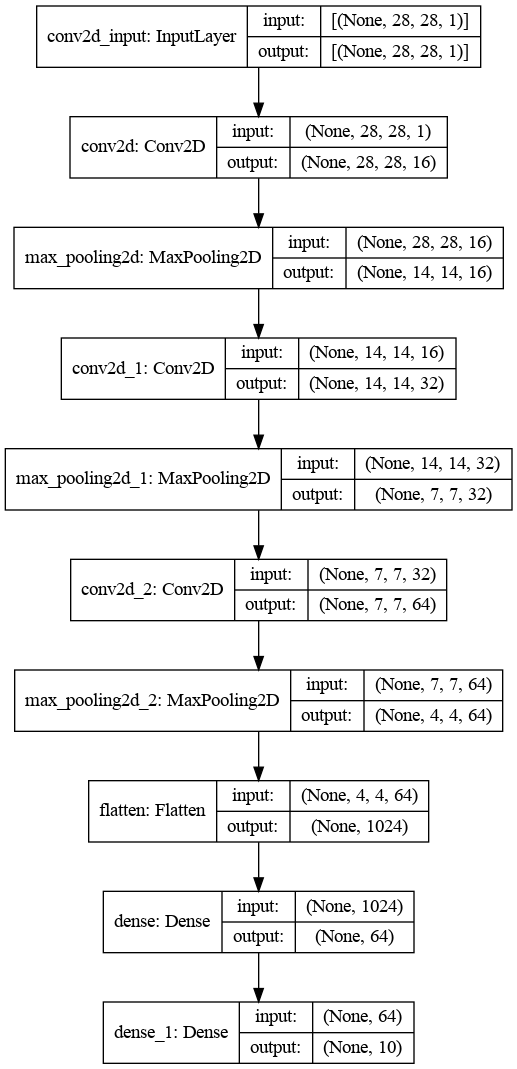 conv2d_input: InputLayer
input:
[(None, 28, 28, 1)]
output:
[(None, 28, 28, 1)]
conv2d: Conv2D
input:
(None, 28, 28, 1)
output:
(None, 28, 28, 16)
max_pooling2d: MaxPooling2D
input:
(None, 28, 28, 16)
output:
(None, 14, 14, 16)
conv2d_1: Conv2D
input:
(None, 14, 14, 16)
output:
(None, 14, 14, 32)
max_pooling2d_1: MaxPooling2D
input:
(None, 14, 14, 32)
output:
(None, 7, 7, 32)
conv2d_2: Conv2D
input:
(None, 7, 7, 32)
output:
(None, 7, 7, 64)
max_pooling2d_2: MaxPooling2D
input:
(None, 7, 7, 64)
output:
(None, 4, 4, 64)
flatten: Flatten
input:
(None, 4, 4, 64)
output:
(None, 1024)
dense: Dense
input:
(None, 1024)
output:
(None, 64)
dense_1: Dense
input:
(None, 64)
output:
(None, 10)